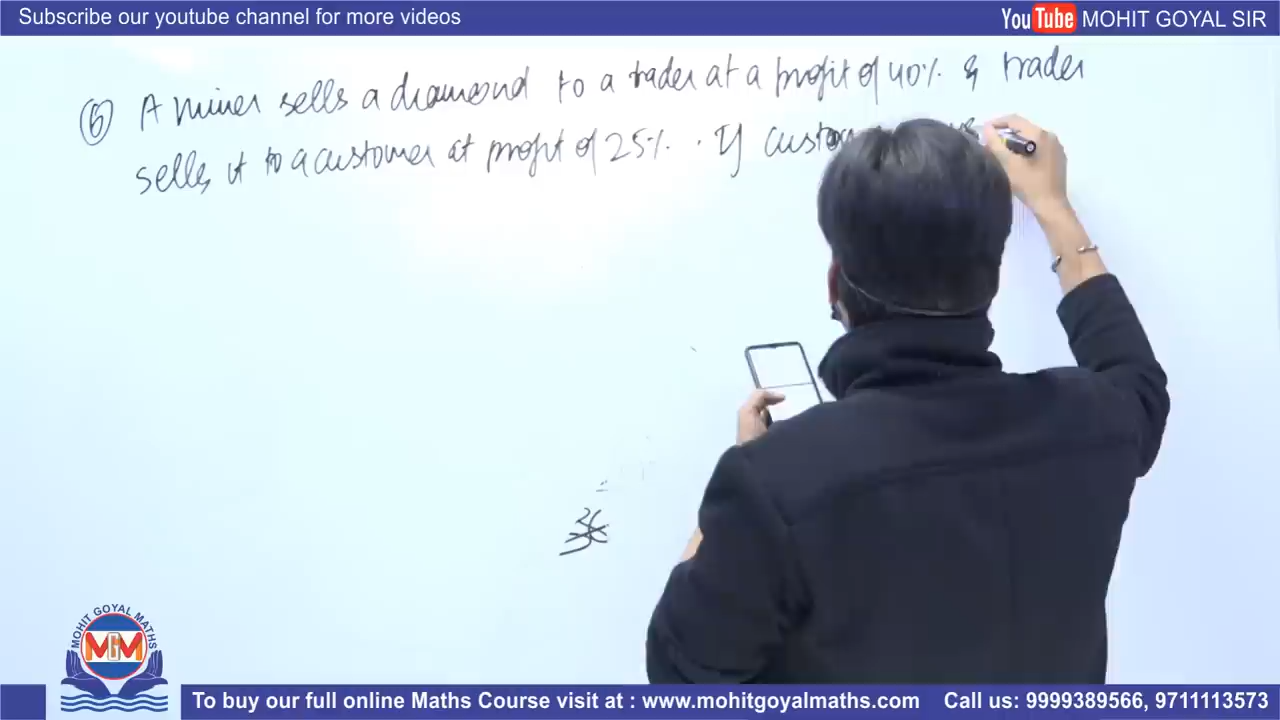 Subscribe our youtube channel for more videos
YouTube MOHIT GOYAL SIR
6 A miner sells a diamond to a trader at a profit of 40% & trader
sells it to a customer at profit of 25%. If
MOHIT GOYAL MATHS
MGM
To buy our full online Maths Course visit at : www.mohitgoyalmaths.com Call us: 9999389566, 9711113573